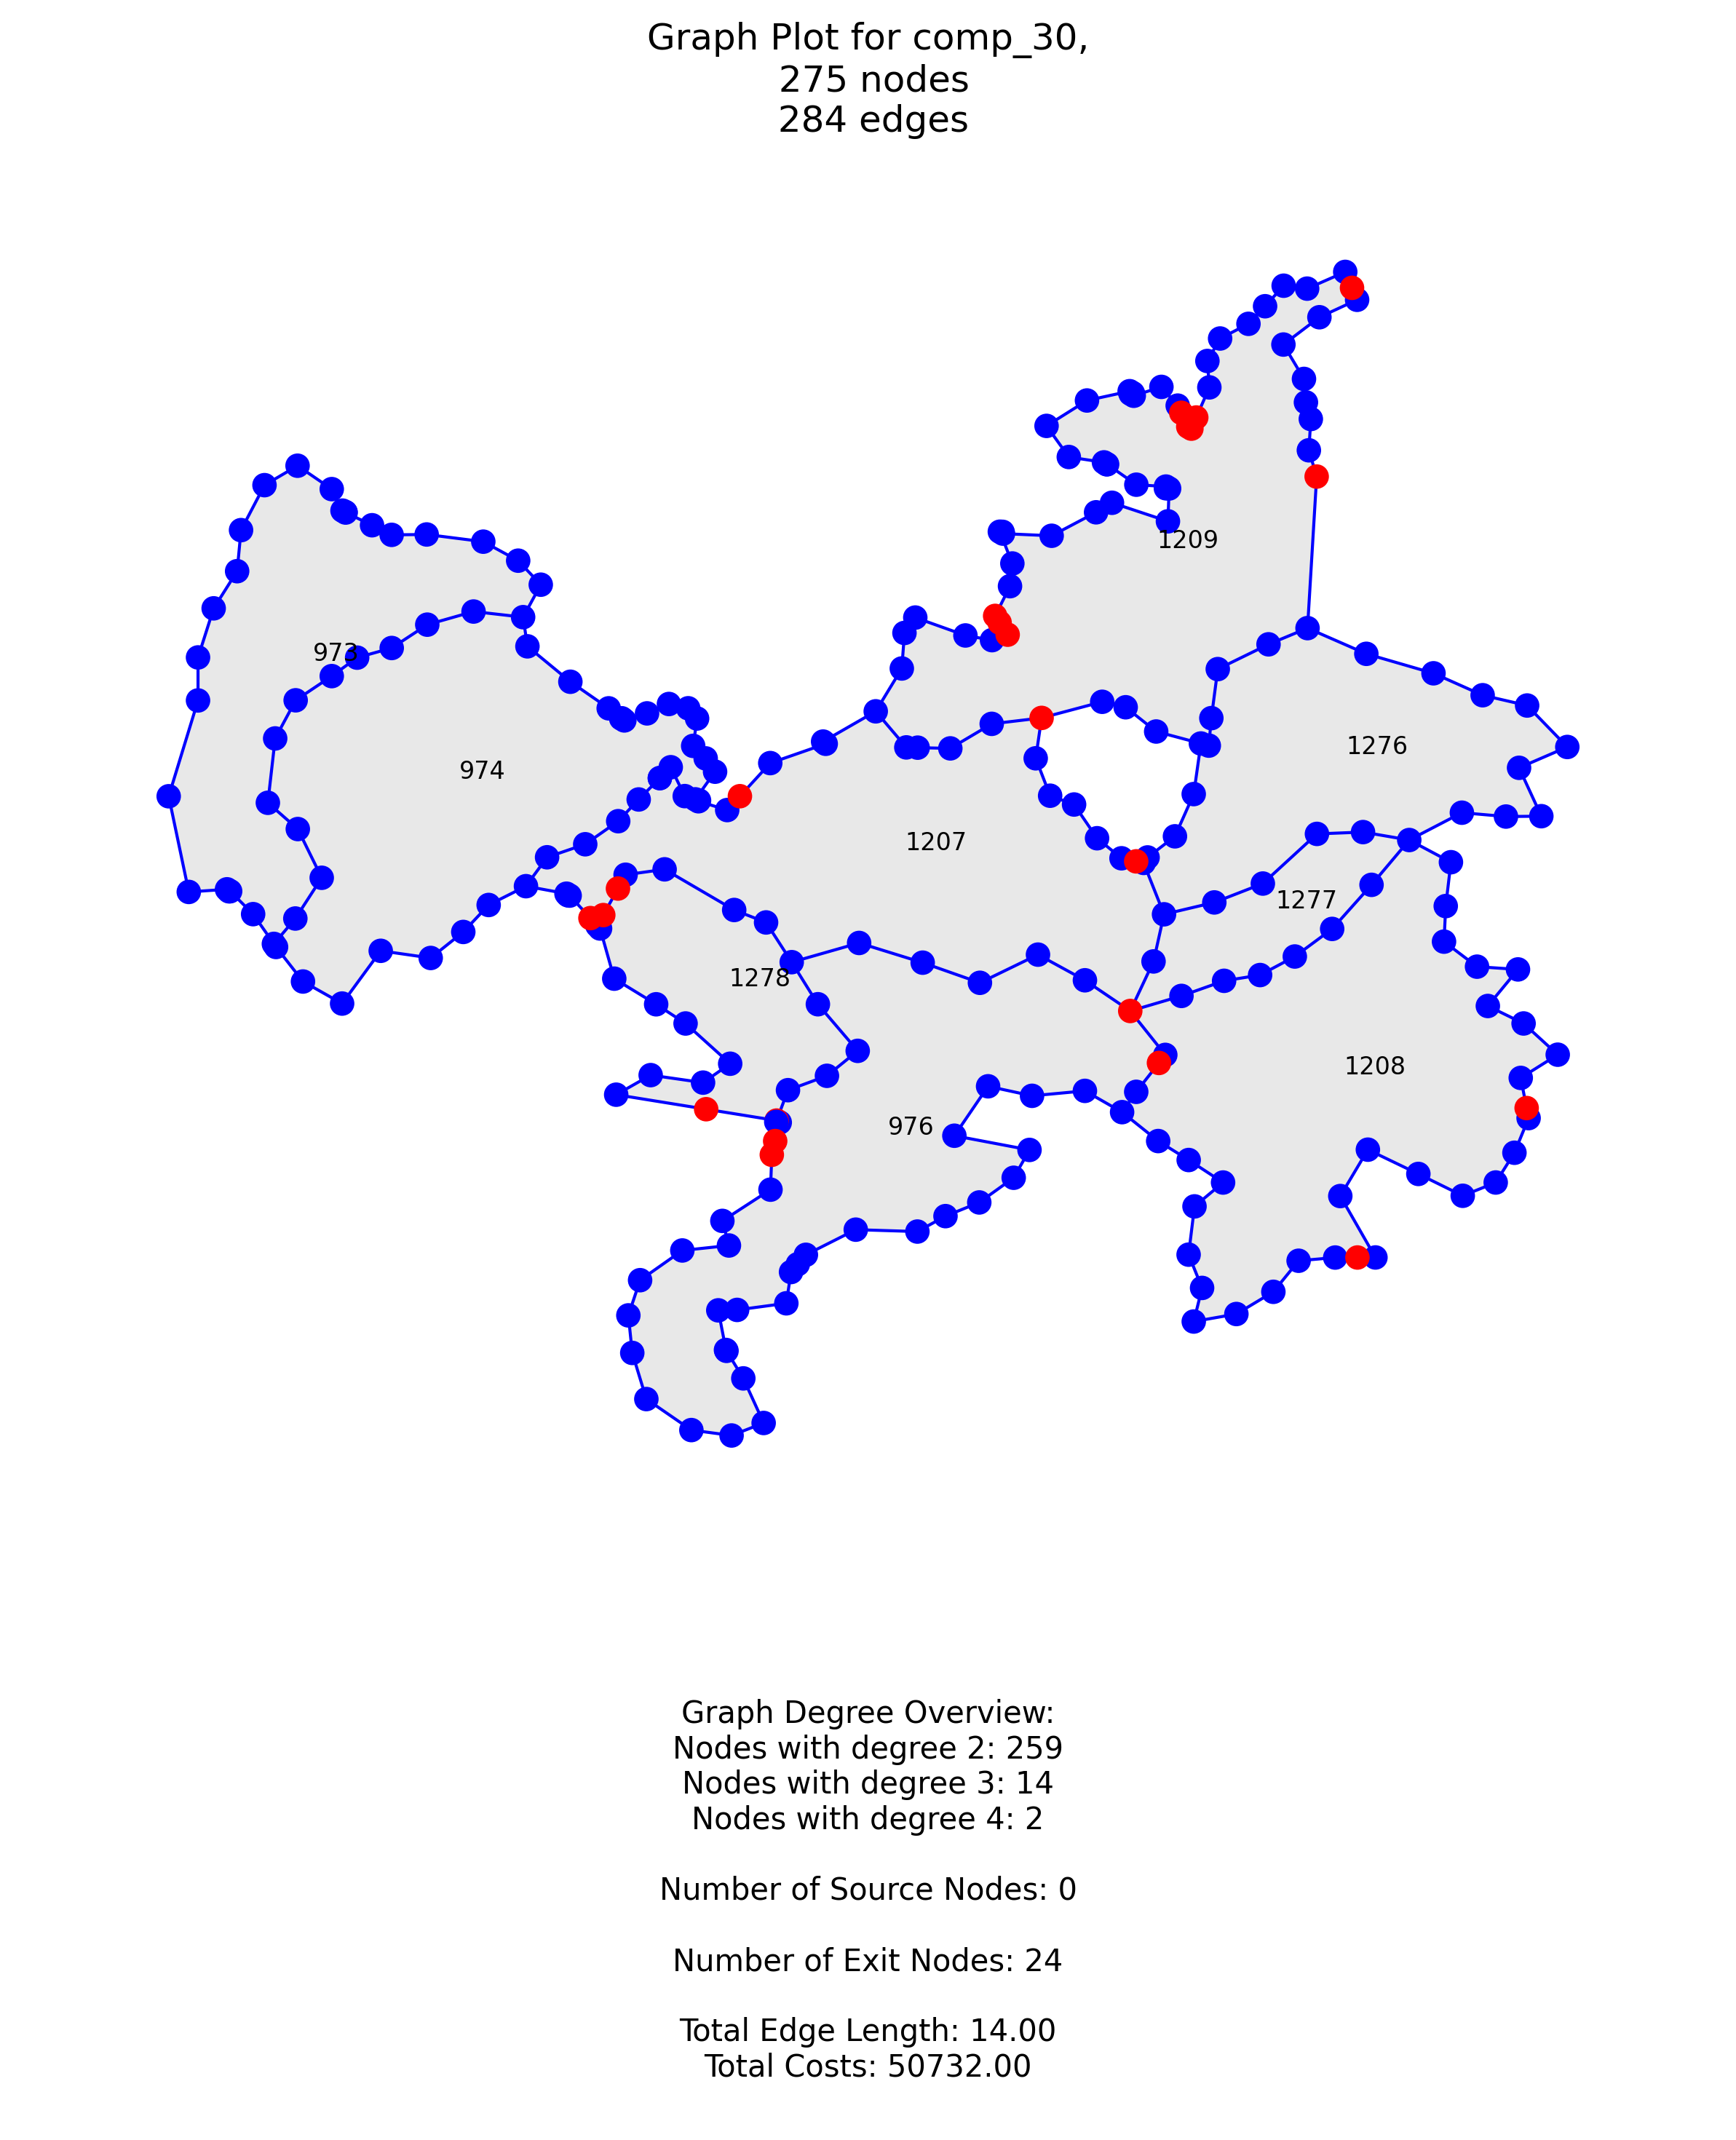 Graph Plot for comp_30,
275 nodes
284 edges
1209
973
1276
974
1207
1277
1278
1208
976
Graph Degree Overview:
Nodes with degree 2: 259
Nodes with degree 3: 14
Nodes with degree 4: 2
Number of Source Nodes: 0
Number of Exit Nodes: 24
Total Edge Length: 14.00
Total Costs: 50732.00